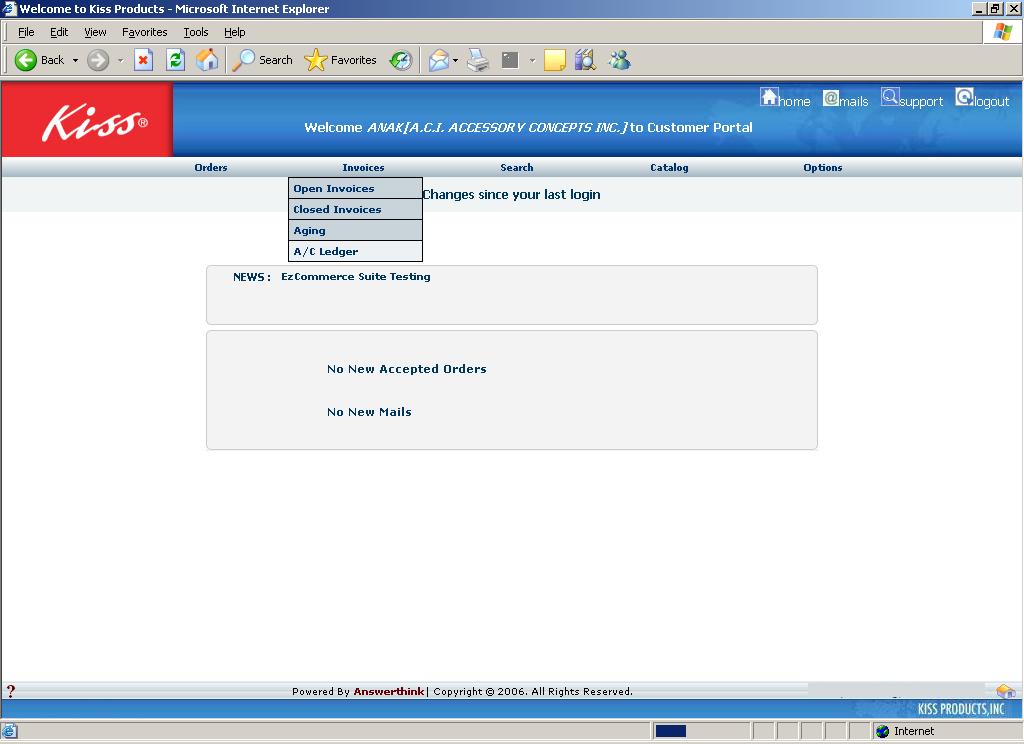 Welcome to Kiss Products - Microsoft Internet Explorer
File Edit View Favorites Tools Help
Back Search Favorites
Kiss®
home @mails support logout
Welcome ANAK[A.C.I. ACCESSORY CONCEPTS INC.]to Customer Portal
Orders Invoices Search Catalog Options
Changes since your last login
Open Invoices
Closed Invoices
Aging
A/C Ledger
NEWS : EzCommerce Suite Testing
No New Accepted Orders
No New Mails
? Powered By Answerthink| Copyright © 2006. All Rights Reserved.
KISS PRODUCTS,INC
Internet